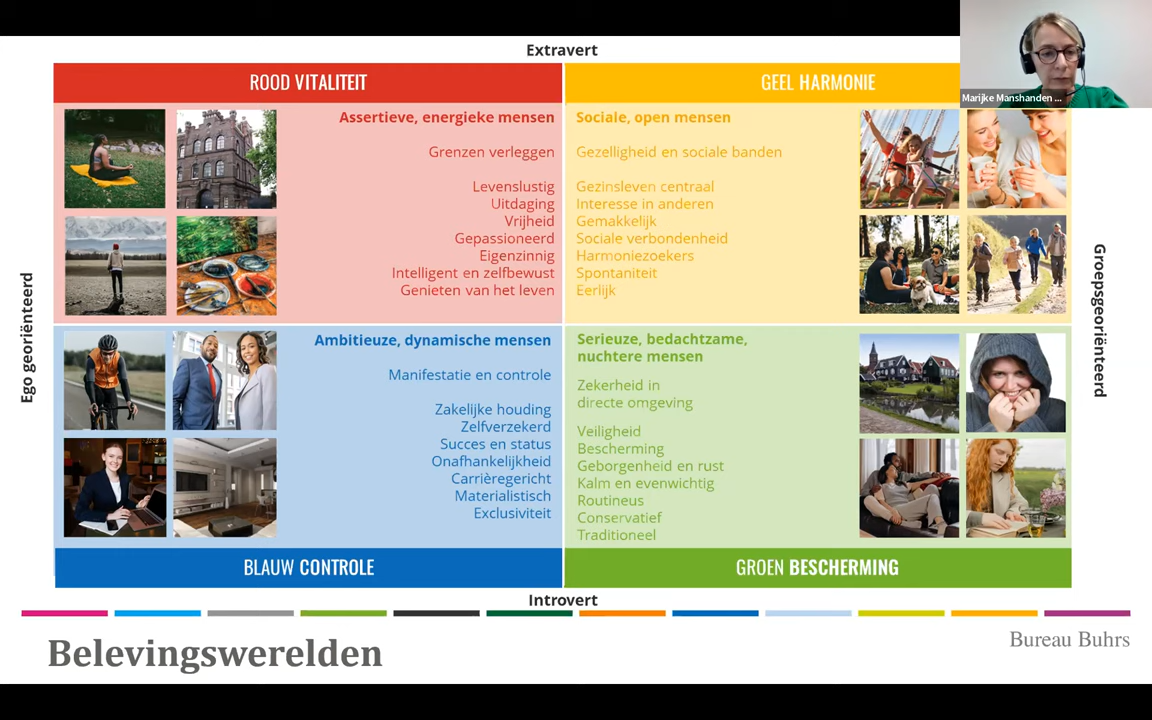 Extravert
ROOD VITALITEIT
GEEL HARMONIE
Marijke Manshanden ...
Assertieve, energieke mensen
Grenzen verleggen
Levenslustig
Uitdaging
Vrijheid
Gepassioneerd
Eigenzinnig
Intelligent en zelfbewust
Genieten van het leven
Sociale, open mensen
Gezelligheid en sociale banden
Gezinsleven centraal
Interesse in anderen
Gemakkelijk
Sociale verbondenheid
Harmoniezoekers
Spontaniteit
Eerlijk
Ego georiënteerd
Groepsgeoriënteerd
Ambitieuze, dynamische mensen
Manifestatie en controle
Zakelijke houding
Zelfverzekerd
Succes en status
Onafhankelijkheid
Carrièregericht
Materialistisch
Exclusiviteit
Serieuze, bedachtzame,
nuchtere mensen
Zekerheid in
directe omgeving
Veiligheid
Bescherming
Geborgenheid en rust
Kalm en evenwichtig
Routineus
Conservatief
Traditioneel
BLAUW CONTROLE
GROEN BESCHERMING
Introvert
Belevingswerelden
Bureau Buhrs